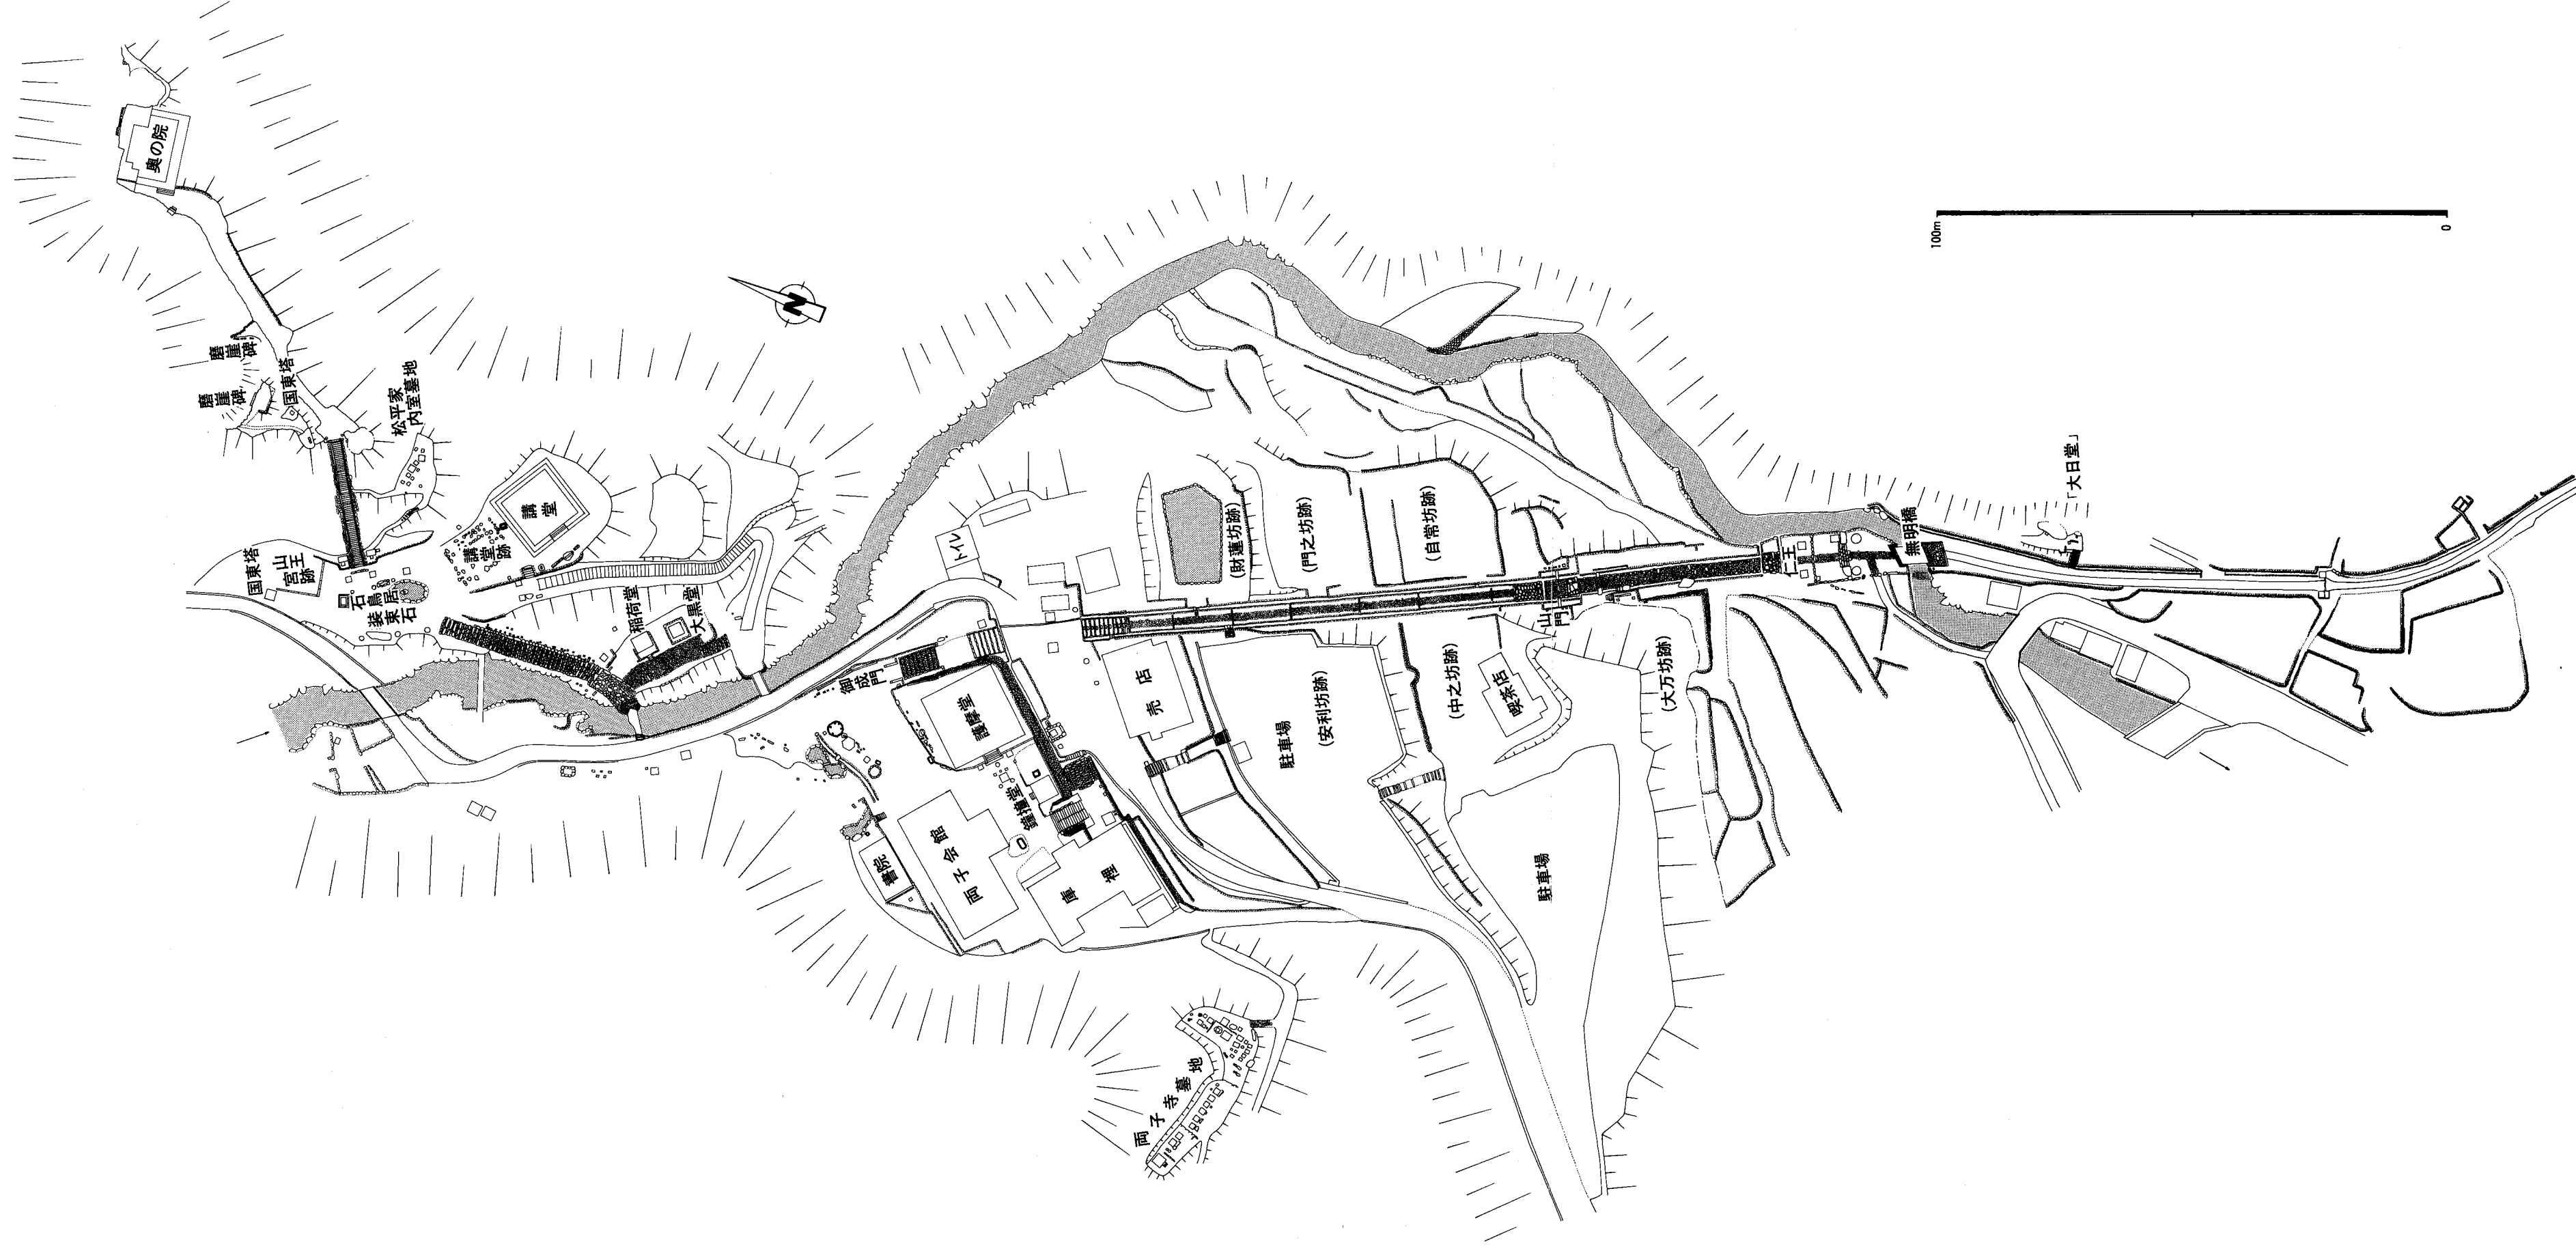 奥の院
磨崖碑
磨崖碑
国東塔
松平家
内室墓地
国東塔
山王
宮跡
石鳥居
装束石
講堂跡
講堂
稲荷堂
大黒堂
N
100m
0
トイレ
御成門
護摩堂
書院
両子会館
庫裡
売店
(財蓮坊跡)
(門之坊跡)
(自常坊跡)
駐車場
(安利坊跡)
(中之坊跡)
喫茶店
山門
(大万坊跡)
駐車場
仁王
無明橋
「大日堂」
両子寺墓地